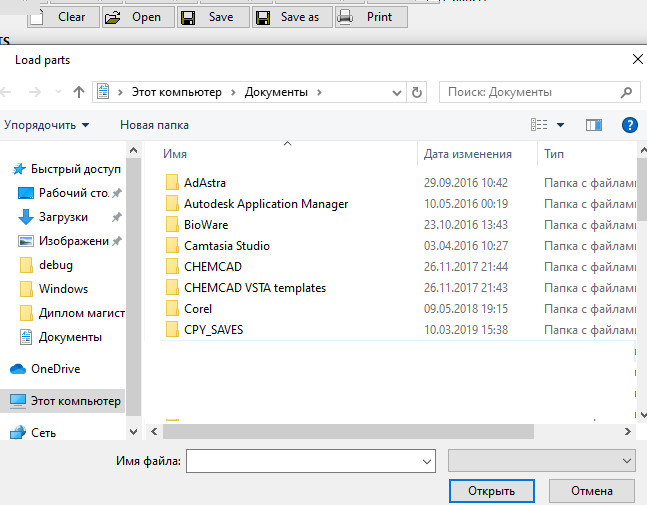 Clear Open Save Save as Print
Load parts
Этот компьютер Документы Поиск: Документы
Упорядочить Новая папка
Имя Дата изменения Тип
Быстрый доступ
Рабочий сто.
Загрузки
Изображени
debug
Windows
Диплом магист
Документы
OneDrive
Этот компьютер
Сеть
AdAstra 29.09.2016 10:42 Папка с файлами
Autodesk Application Manager 10.05.2016 00:19 Папка с файлами
BioWare 23.10.2016 13:43 Папка с файлами
Camtasia Studio 03.04.2016 10:27 Папка с файлами
CHEMCAD 26.11.2017 21:44 Папка с файлами
CHEMCAD VSTA templates 26.11.2017 21:43 Папка с файлами
Corel 09.05.2018 19:15 Папка с файлами
CPY_SAVES 10.03.2019 15:38 Папка с файлами
Имя файла:
Открыть Отмена